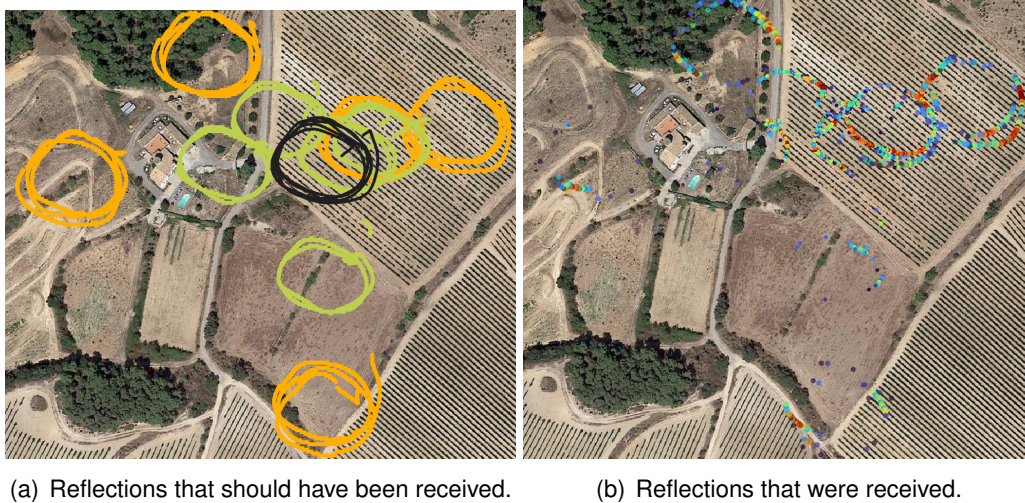 (a) Reflections that should have been received.
(b) Reflections that were received.